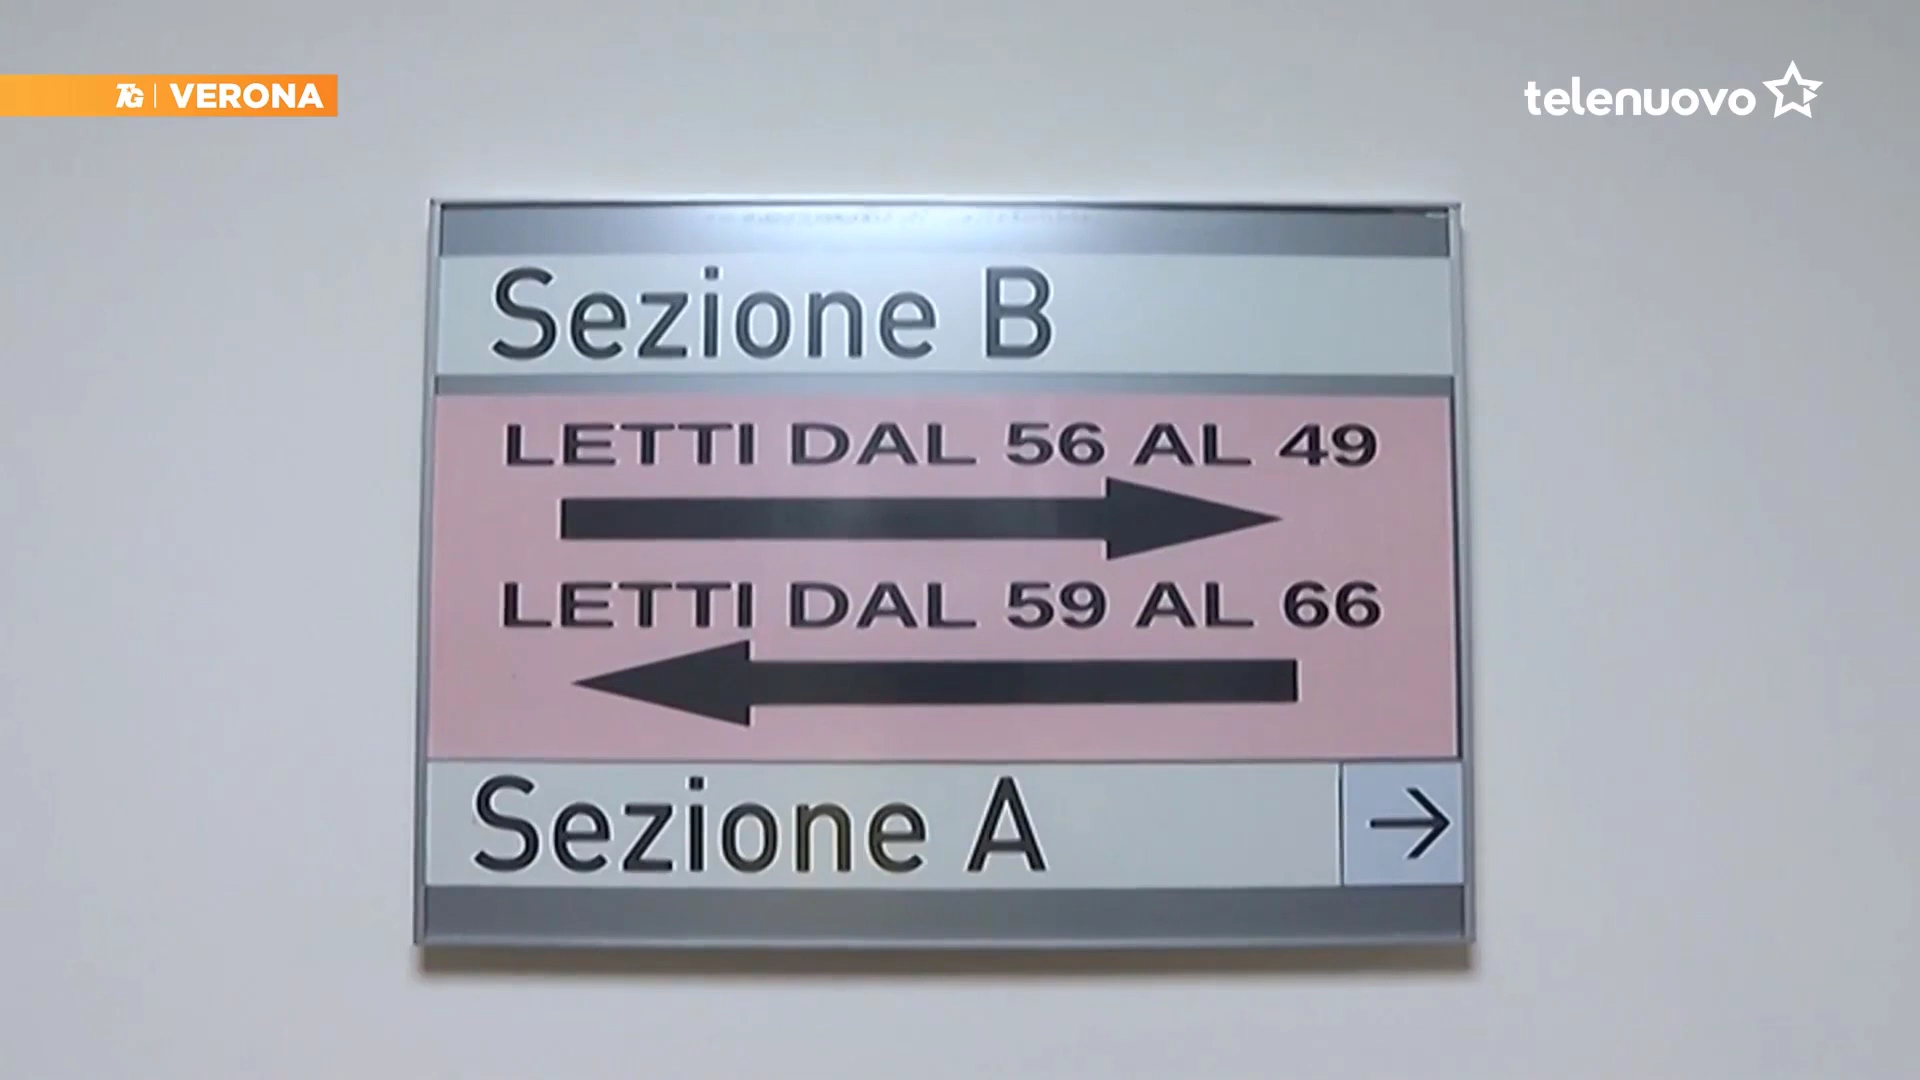 TG | VERONA
telenuovo
Sezione B
LETTI DAL 56 AL 49
LETTI DAL 59 AL 66
Sezione A